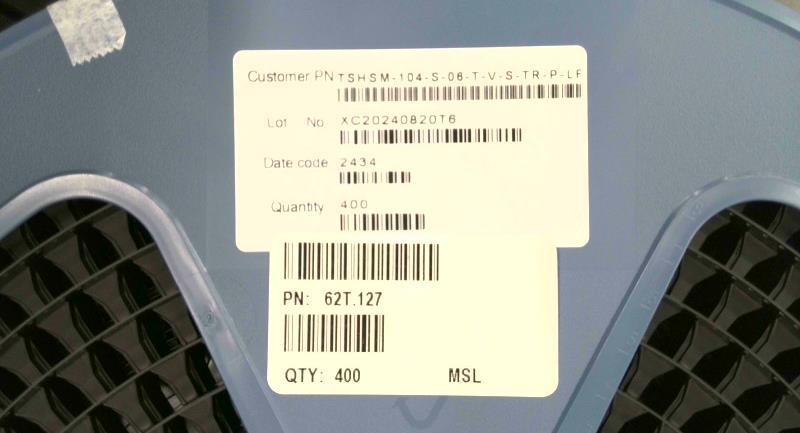 Customer PN TSHSM-104-S-06-T-V-S-TR-P-LF
Lot No XC20240820T6
Date code 2434
Quantity 400
PN: 62T.127
QTY: 400 MSL